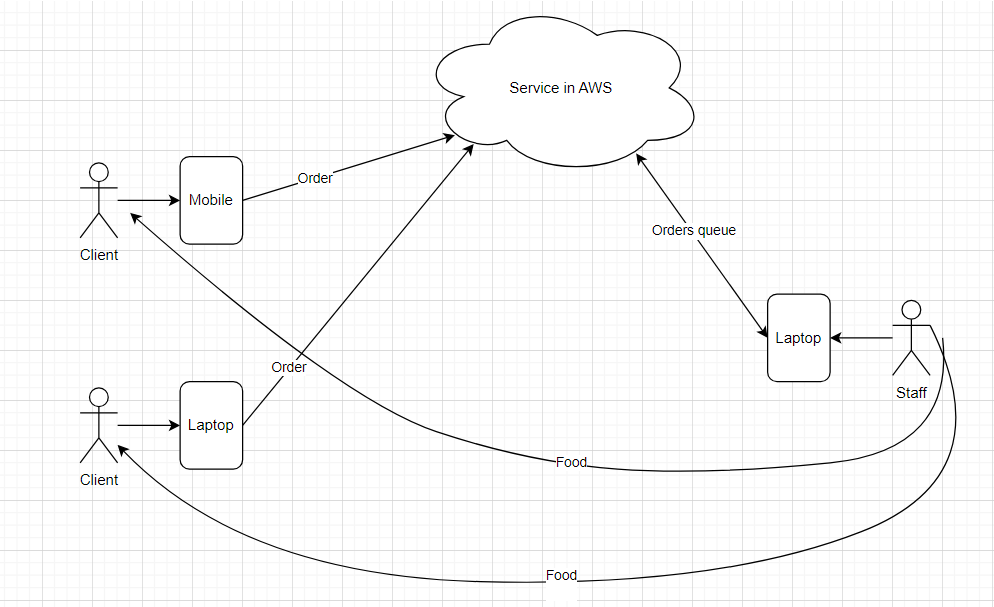 Service in AWS
Mobile
Order
Client
Orders queue
Laptop
Staff
Order
Laptop
Client
Food
Food